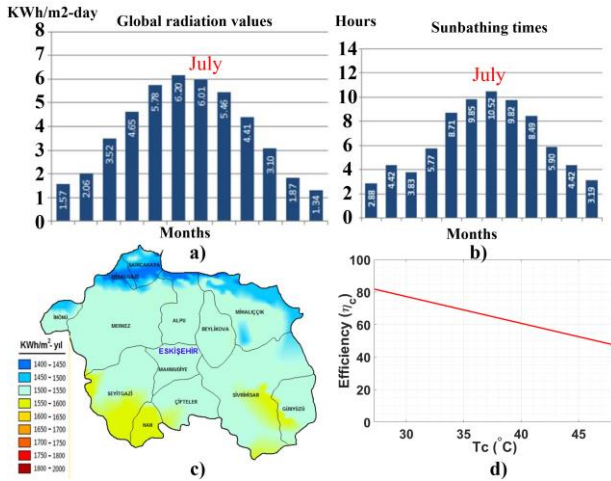 KWh/m2-day
Global radiation values
7
6
5
4
3
2
1
0
July
1.57
2.06
3.52
4.65
5.78
6.20
6.01
5.46
4.41
3.10
1.87
1.34
Months
a)
Hours
Sunbathing times
14
12
10
8
6
4
2
0
July
2.88
4.42
3.83
5.77
8.71
9.85
10.52
9.82
8.49
5.90
4.42
3.19
Months
b)
SARICAKAYA
İNÖNÜ
MERKEZ
ALPU
BEYLİKOVA
MİHALIÇÇIK
ESKİŞEHİR
MAHMUDİYE
SEYİTGAZİ
ÇİFTELER
SİVRİHİSAR
GÜNYÜZÜ
HAN
KWh/m²-yıl
1400 - 1450
1450 - 1500
1500 - 1550
1550 - 1600
1600 - 1650
1650 - 1700
1700 - 1750
1750 - 1800
1800 - 2000
c)
Efficiency (ηc)
100
80
60
40
20
0
30
35
40
45
Tc (°C)
d)